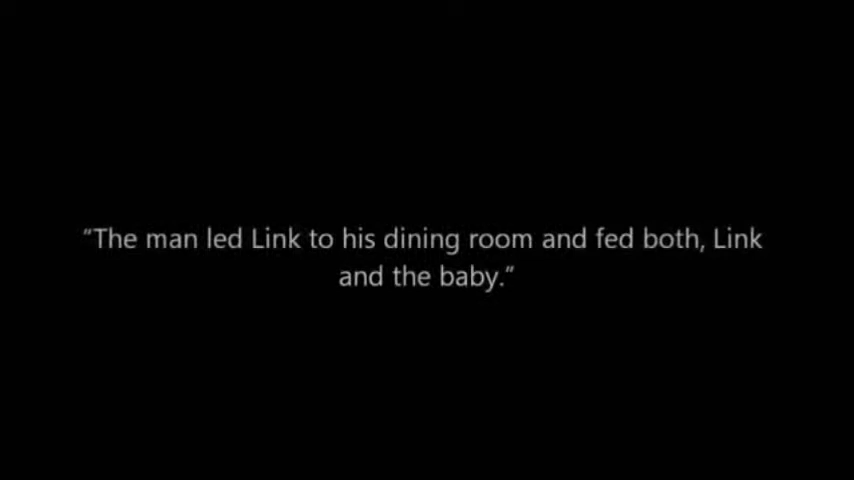 “The man led Link to his dining room and fed both, Link
and the baby.”